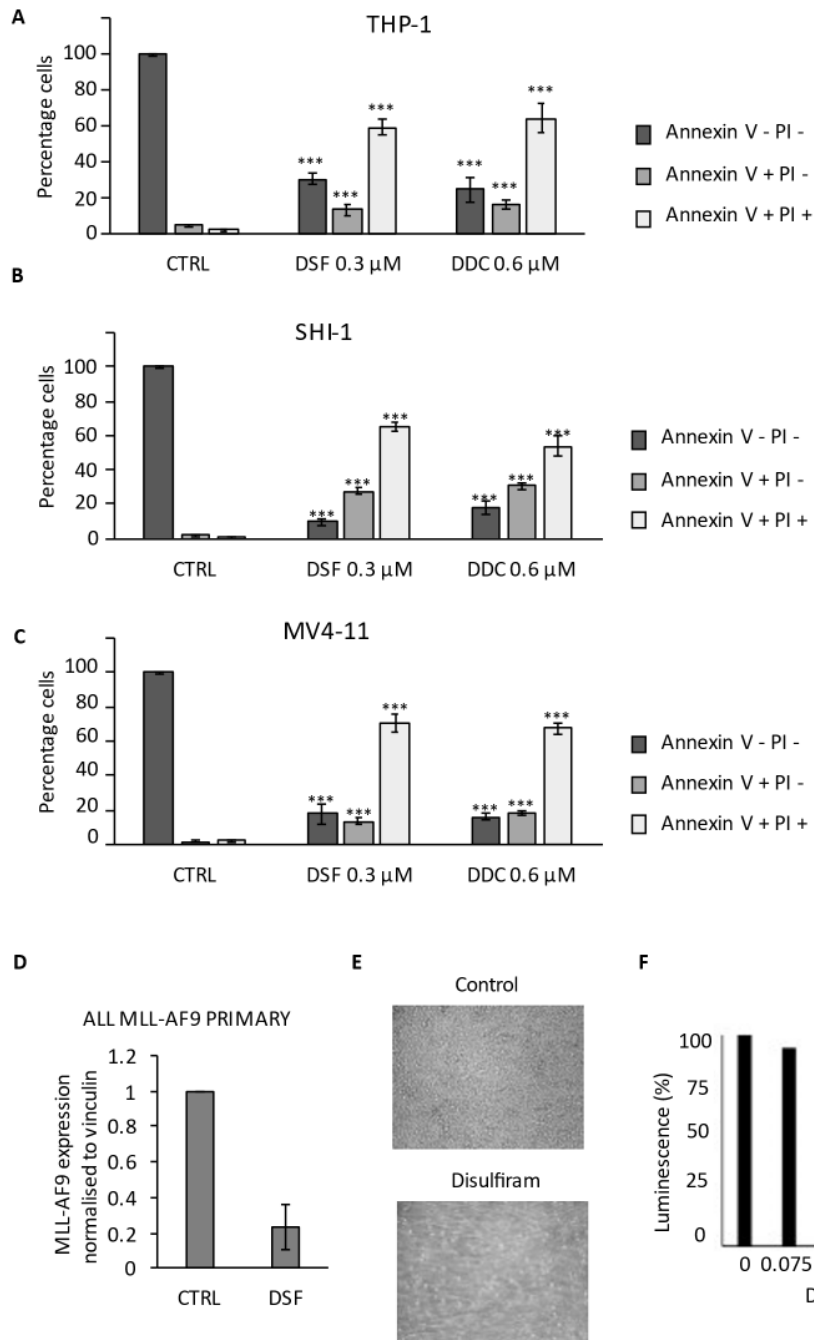 A
THP-1
Percentage cells
100
80
60
40
20
0
***
***
***
***
***
***
CTRL
DSF 0.3 µM
DDC 0.6 µM
Annexin V - PI -
Annexin V + PI -
Annexin V + PI +
B
SHI-1
Percentage cells
100
80
60
40
20
0
***
***
***
***
***
***
CTRL
DSF 0.3 µM
DDC 0.6 µM
Annexin V - PI -
Annexin V + PI -
Annexin V + PI +
C
MV4-11
Percentage cells
100
80
60
40
20
0
***
***
***
***
***
***
CTRL
DSF 0.3 µM
DDC 0.6 µM
Annexin V - PI -
Annexin V + PI -
Annexin V + PI +
D
ALL MLL-AF9 PRIMARY
MLL-AF9 expression
normalised to vinculin
1.2
1
0.8
0.6
0.4
0.2
0
CTRL
DSF
E
Control
Disulfiram
F
Luminescence (%)
100
75
50
25
0
0 0.075
D